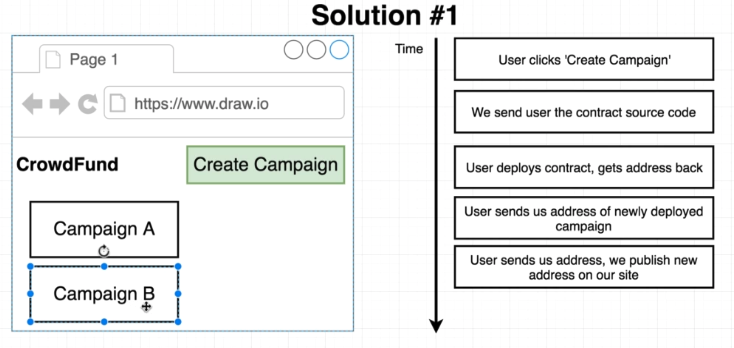 Solution #1
Page 1
https://www.draw.io
CrowdFund
Create Campaign
Campaign A
Campaign B
Time
User clicks 'Create Campaign'
We send user the contract source code
User deploys contract, gets address back
User sends us address of newly deployed
campaign
User sends us address, we publish new
address on our site